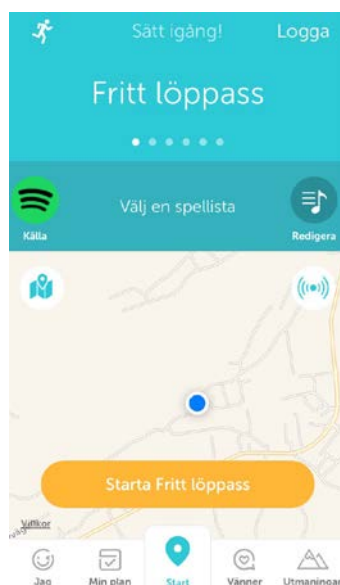 Sätt igång!
Logga
Fritt löppass
Välj en spellista
Källa
Redigera
Starta Fritt löppass
Villkor
Jag
Min plan
Start
Vänner
Utmaningar